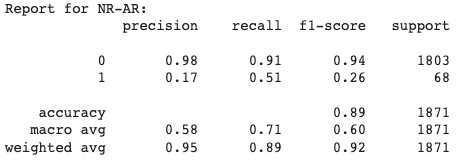 Report for NR-AR:
precision recall f1-score support
0 0.98 0.91 0.94 1803
1 0.17 0.51 0.26 68
accuracy 0.89 1871
macro avg 0.58 0.71 0.60 1871
weighted avg 0.95 0.89 0.92 1871